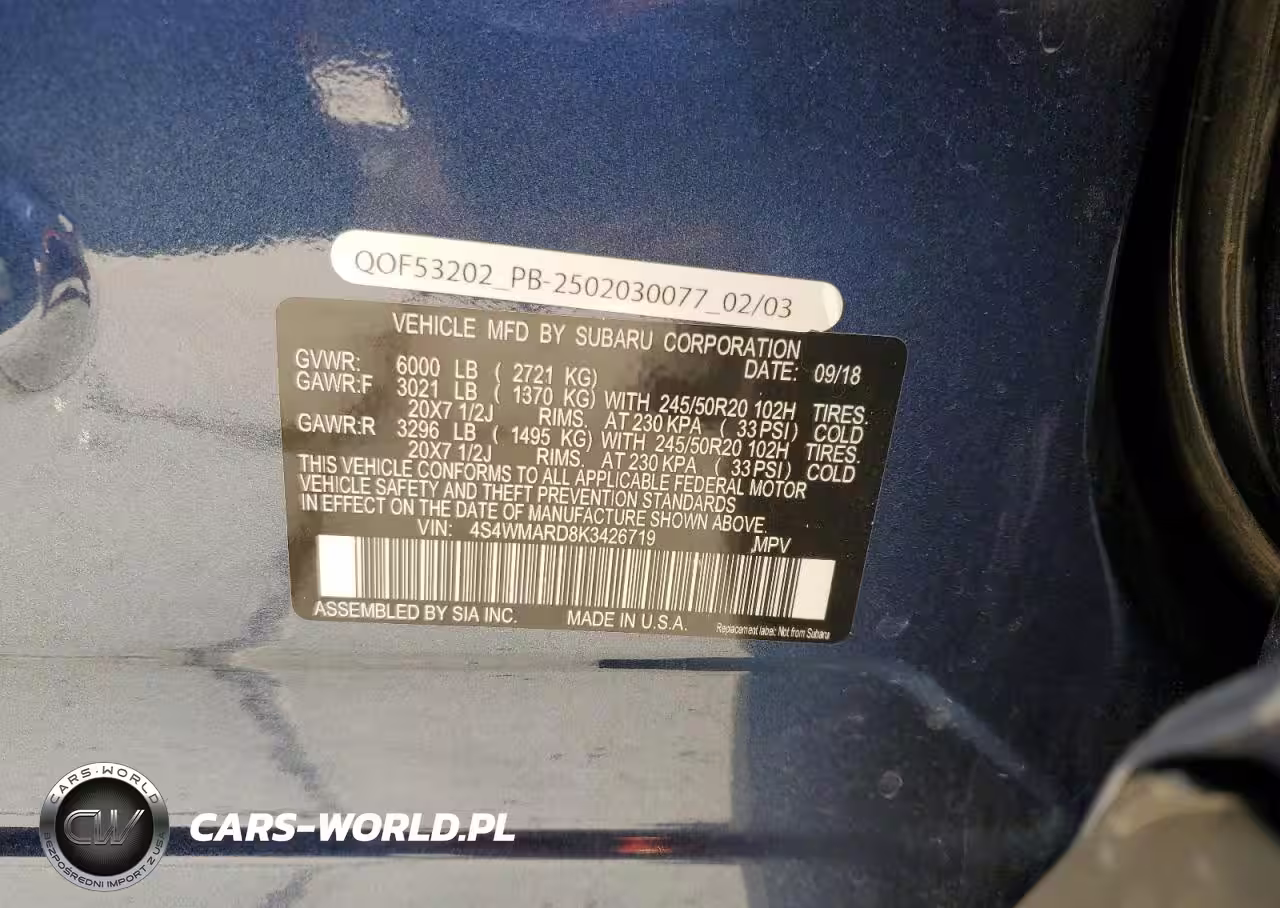 QOF53202_PB-2502030077_02/03
VEHICLE MFD BY SUBARU CORPORATION
GVWR: 6000 LB ( 2721 KG) DATE: 09/18
GAWR:F 3021 LB ( 1370 KG) WITH 245/50R20 102H TIRES.
20X7 1/2J RIMS. AT 230 KPA ( 33PSI) COLD
GAWR:R 3296 LB ( 1495 KG) WITH 245/50R20 102H TIRES.
20X7 1/2J RIMS. AT 230 KPA ( 33PSI) COLD
THIS VEHICLE CONFORMS TO ALL APPLICABLE FEDERAL MOTOR
VEHICLE SAFETY AND THEFT PREVENTION STANDARDS
IN EFFECT ON THE DATE OF MANUFACTURE SHOWN ABOVE.
VIN: 4S4WMARD8K3426719 MPV
ASSEMBLED BY SIA INC. MADE IN U.S.A.
Replacement label: Not from Subaru
CARS-WORLD
CW
BEZPOŚREDNI IMPORT Z USA
CARS-WORLD.PL